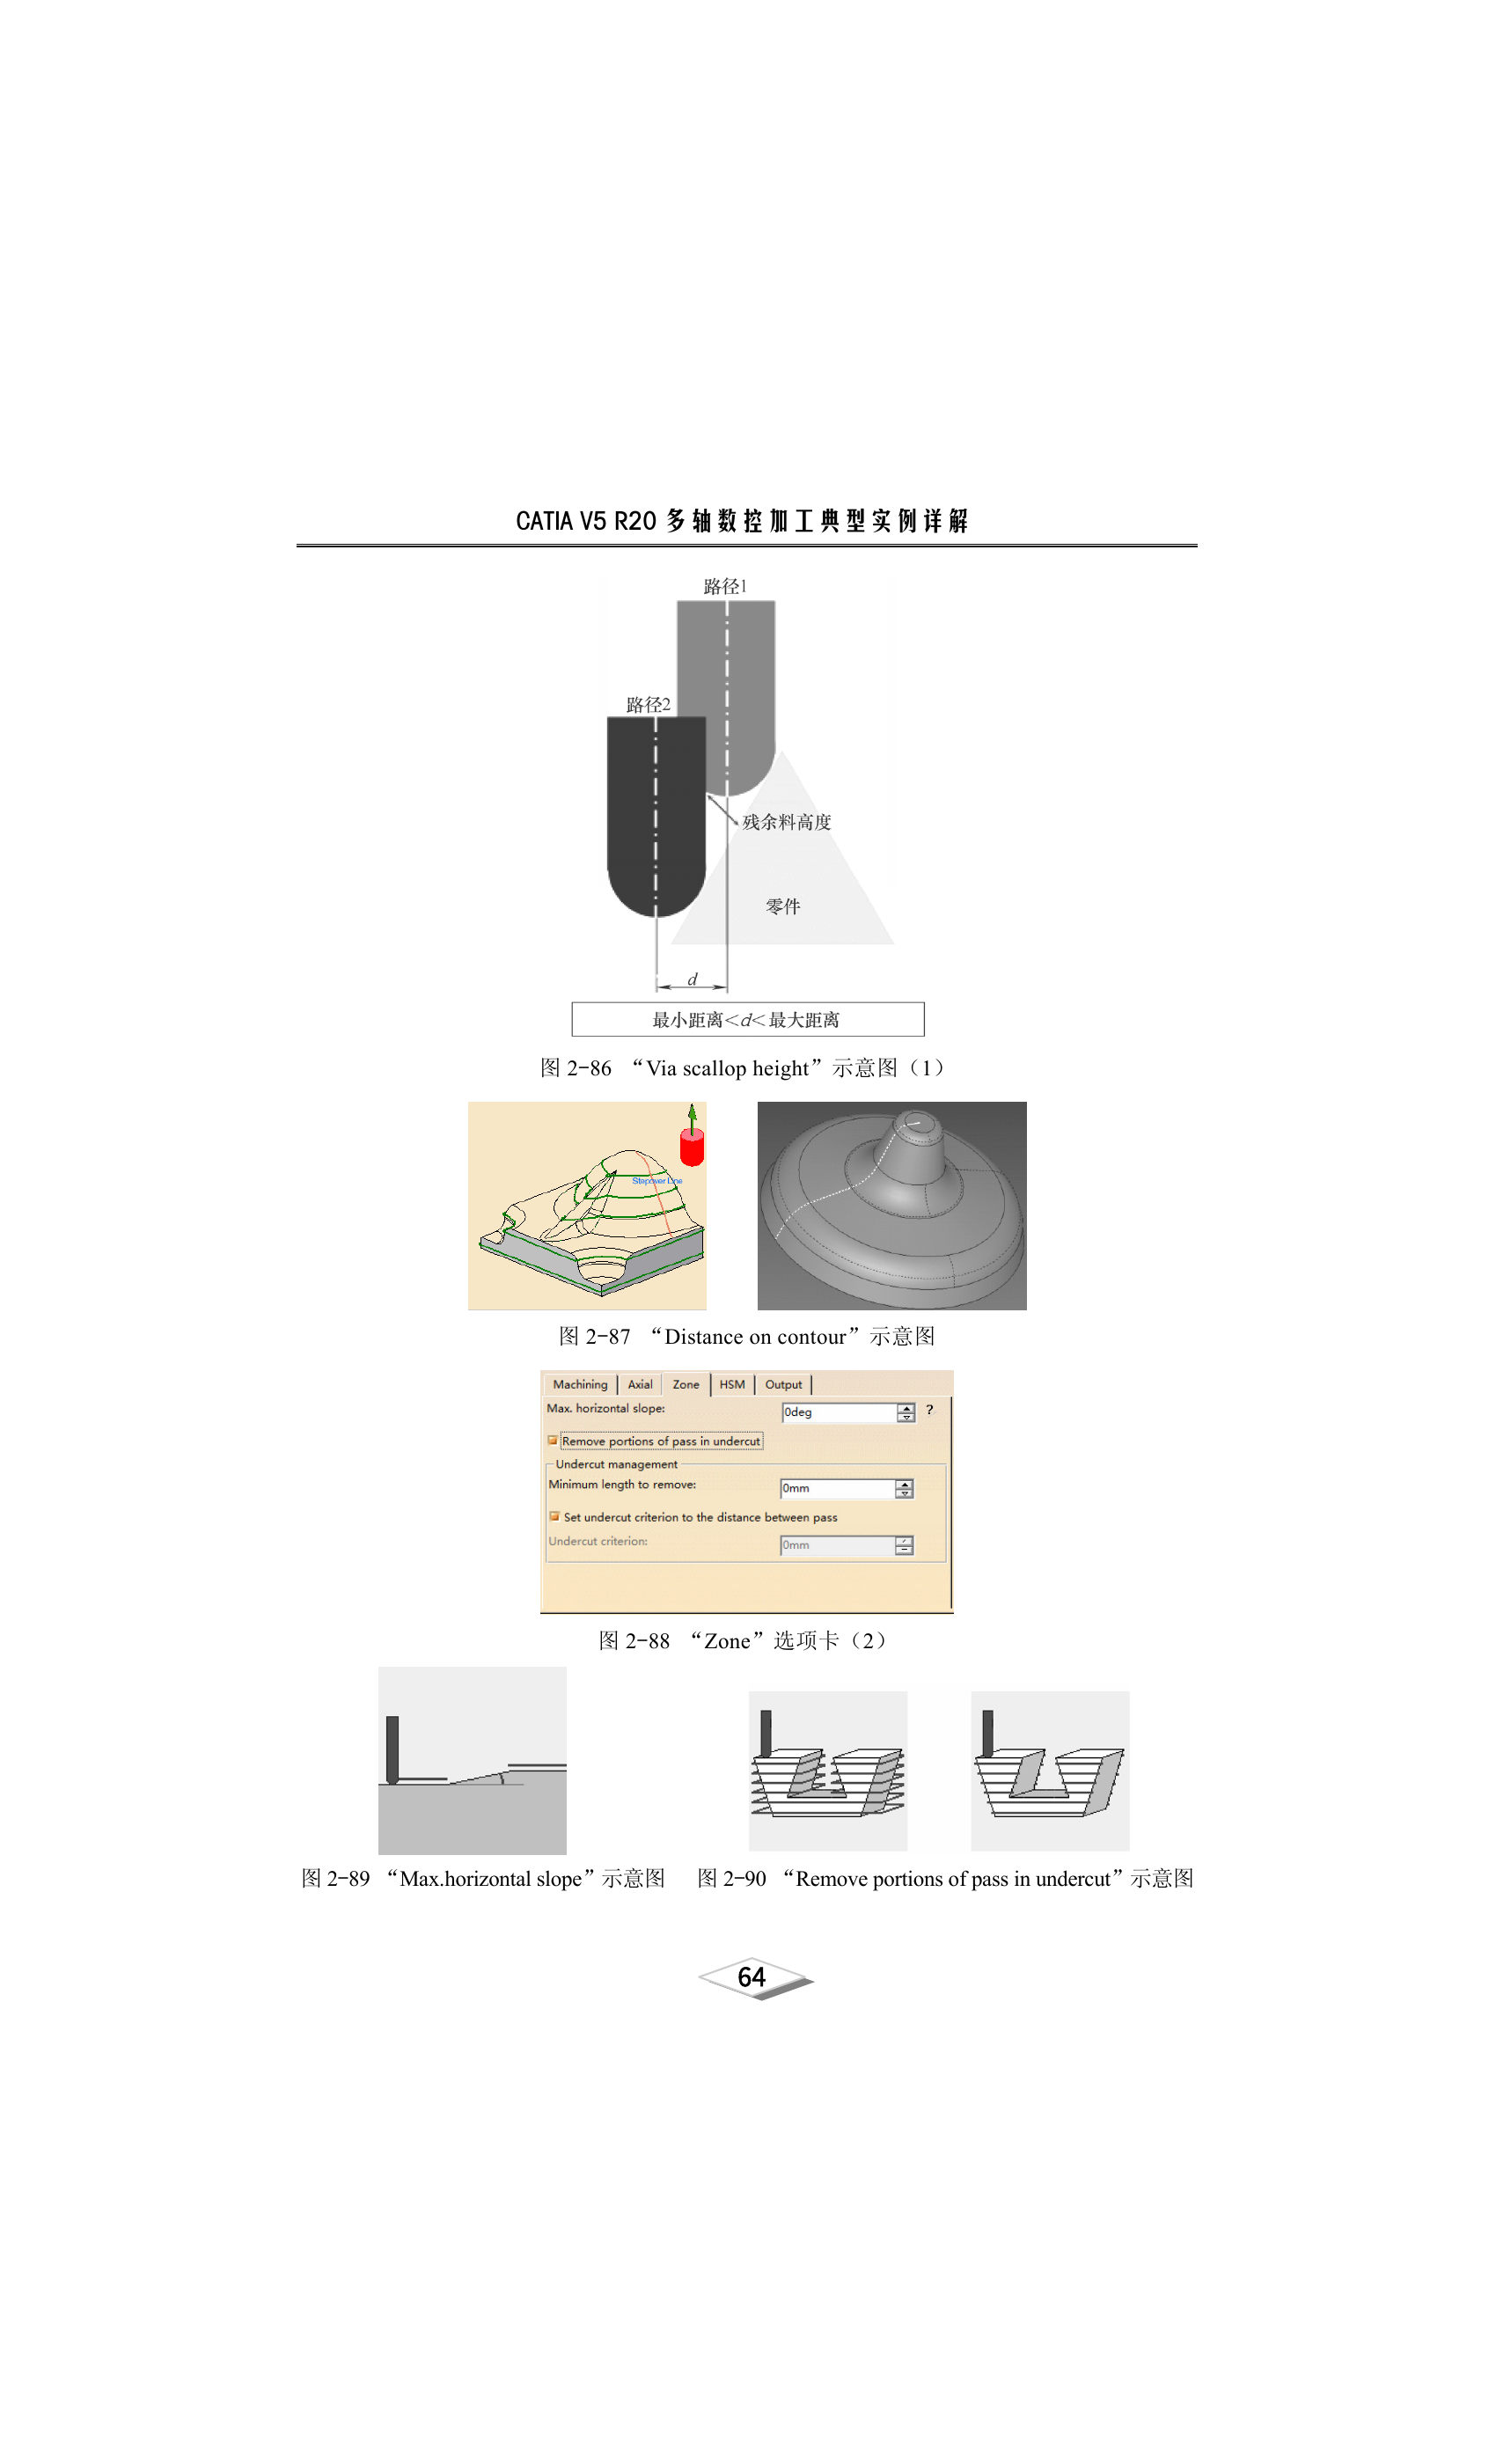 CATIA V5 R20 多轴数控加工典型实例详解
路径1
路径2
残余料高度
零件
d
最小距离<d<最大距离
图 2-86 “Via scallop height”示意图（1）
Stepover Line
图 2-87 “Distance on contour”示意图
Machining Axial Zone HSM Output
Max. horizontal slope: 0deg ?
Remove portions of pass in undercut
Undercut management
Minimum length to remove: 0mm
Set undercut criterion to the distance between pass
Undercut criterion: 0mm
图 2-88 “Zone”选项卡（2）
图 2-89 “Max.horizontal slope”示意图 图 2-90 “Remove portions of pass in undercut”示意图
64